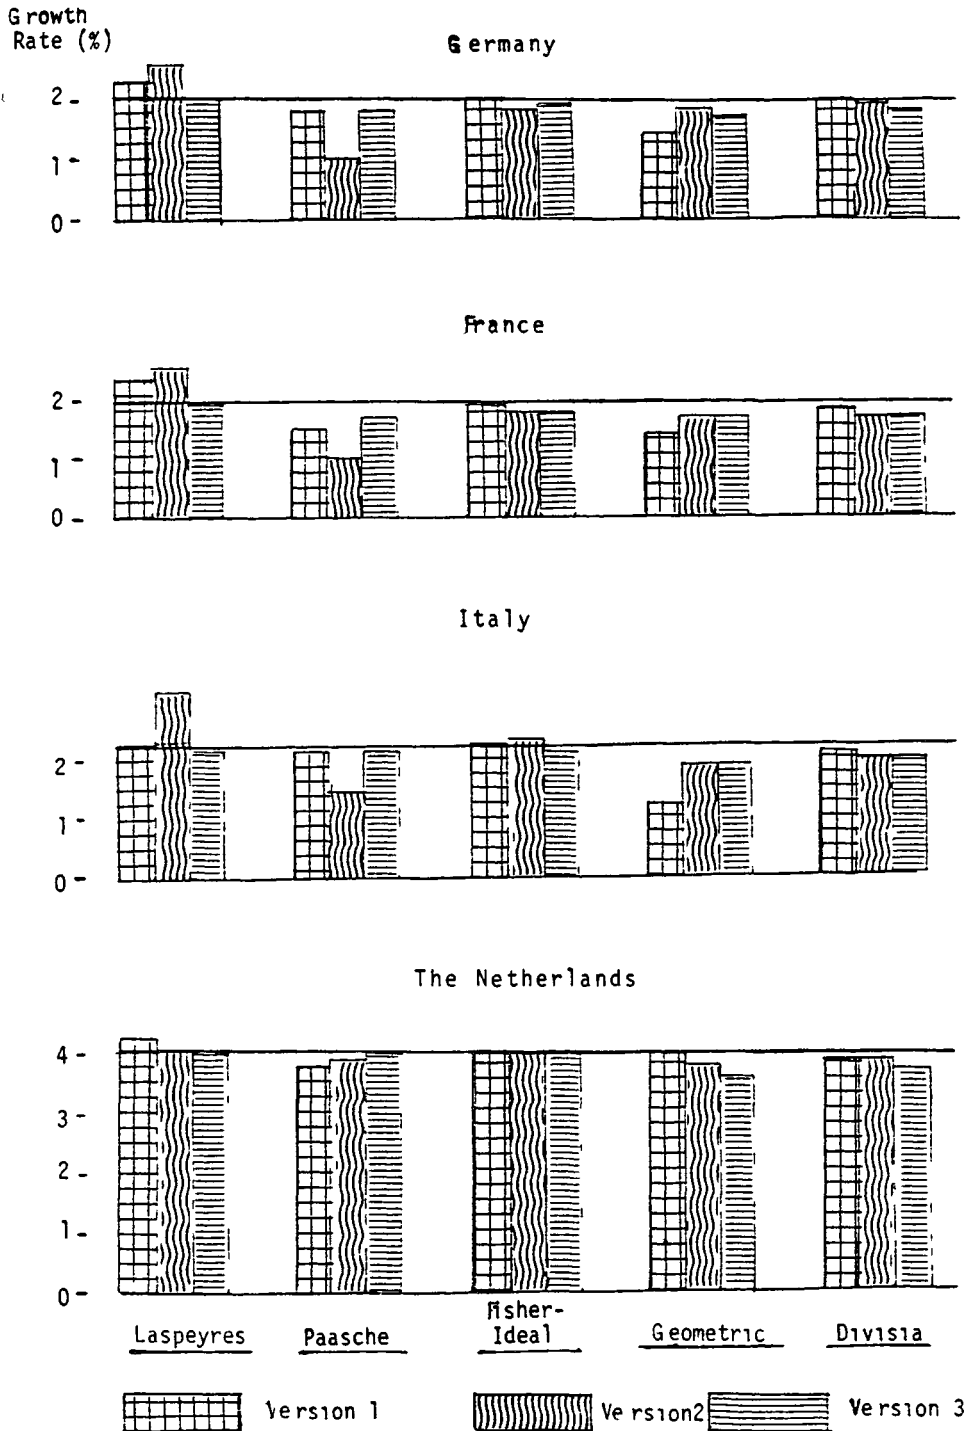 Growth
Rate (%)
Germany
2
1
0
France
2
1
0
Italy
2
1
0
The Netherlands
4
3
2
1
0
Laspeyres
Paasche
Fisher-
Ideal
Geometric
Divisia
Version 1
Version2
Version 3